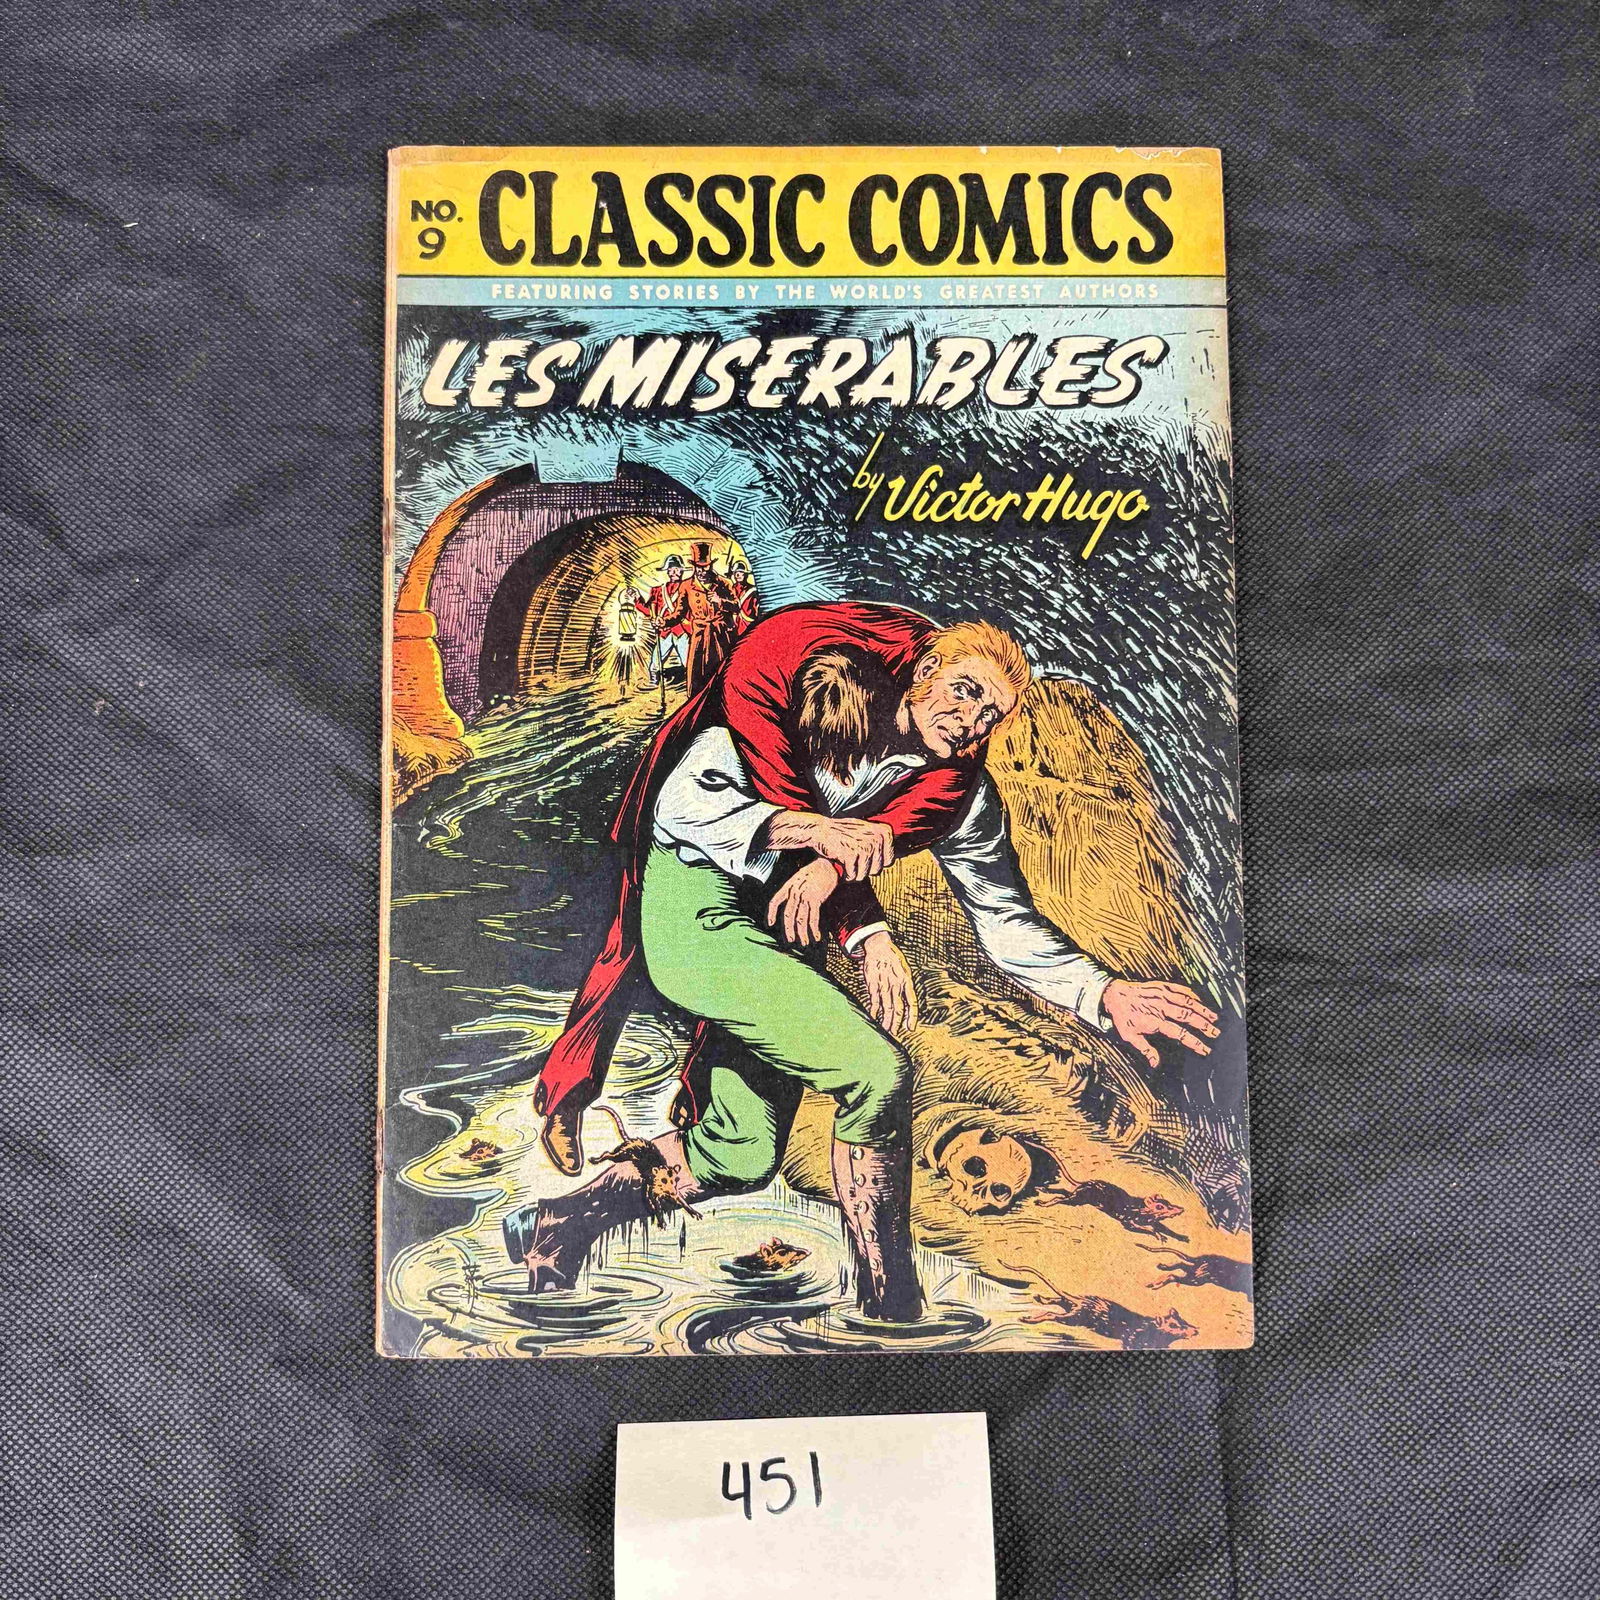 NO. 9 CLASSIC COMICS
FEATURING STORIES BY THE WORLD'S GREATEST AUTHORS
LES MISERABLES
by Victor Hugo
451